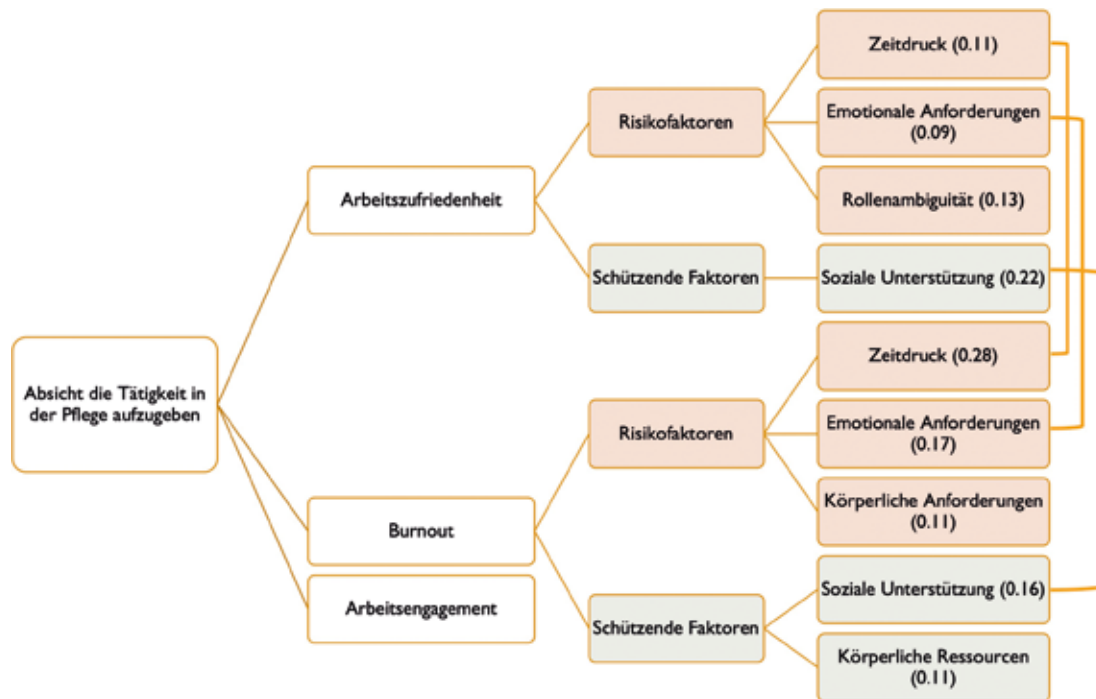 Absicht die Tätigkeit in
der Pflege aufzugeben
Arbeitszufriedenheit
Risikofaktoren
Zeitdruck (0.11)
Emotionale Anforderungen
(0.09)
Rollenambiguität (0.13)
Schützende Faktoren
Soziale Unterstützung (0.22)
Burnout
Risikofaktoren
Zeitdruck (0.28)
Emotionale Anforderungen
(0.17)
Körperliche Anforderungen
(0.11)
Schützende Faktoren
Soziale Unterstützung (0.16)
Körperliche Ressourcen
(0.11)
Arbeitsengagement